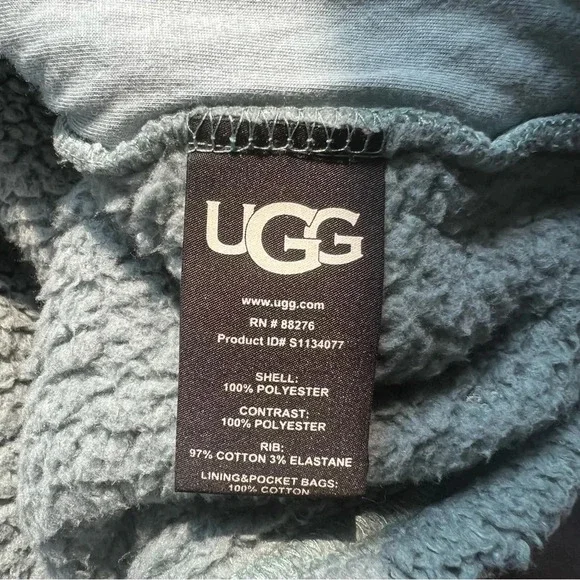 UGG
www.ugg.com
RN # 88276
Product ID# S1134077
SHELL:
100% POLYESTER
CONTRAST:
100% POLYESTER
RIB:
97% COTTON 3% ELASTANE
LINING&POCKET BAGS:
100% COTTON